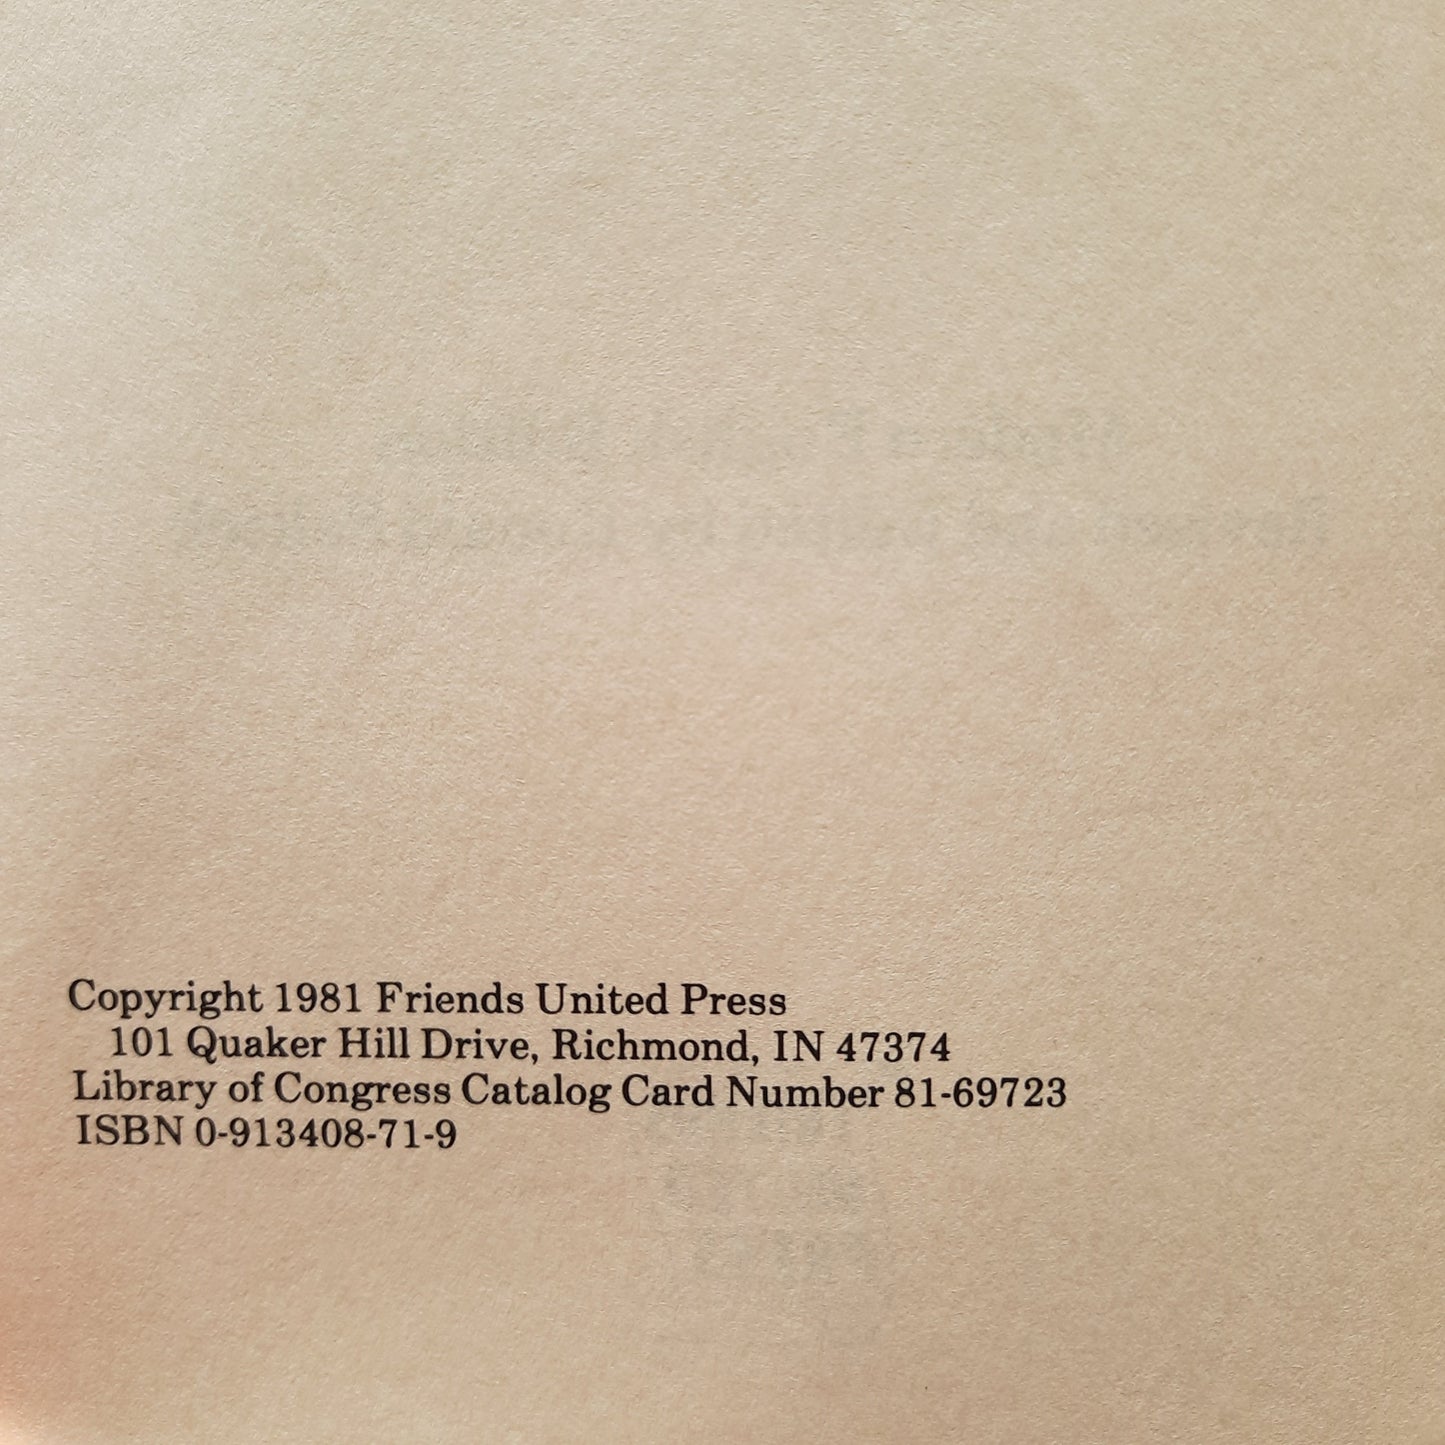 Copyright 1981 Friends United Press
101 Quaker Hill Drive, Richmond, IN 47374
Library of Congress Catalog Card Number 81-69723
ISBN 0-913408-71-9